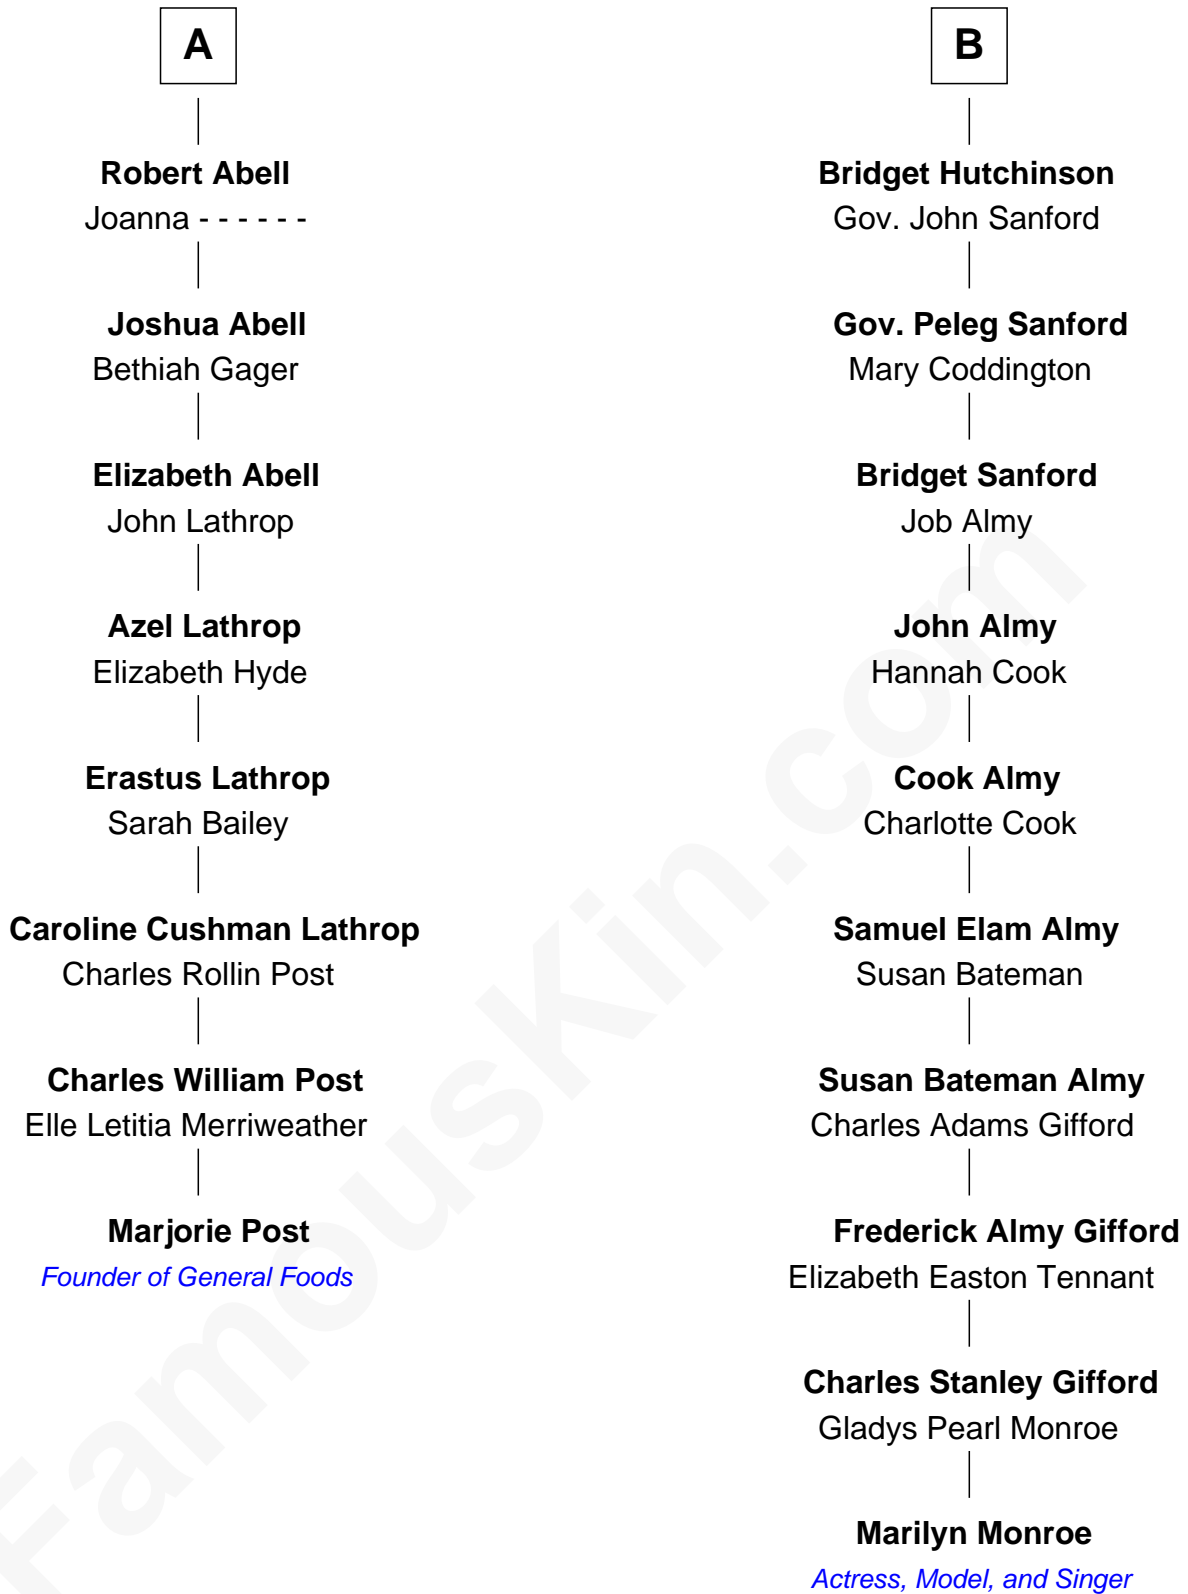 A
Robert Abell
Joanna - - - - - -
Joshua Abell
Bethiah Gager
Elizabeth Abell
John Lathrop
Azel Lathrop
Elizabeth Hyde
Erastus Lathrop
Sarah Bailey
Caroline Cushman Lathrop
Charles Rollin Post
Charles William Post
Elle Letitia Merriweather
Marjorie Post
Founder of General Foods
B
Bridget Hutchinson
Gov. John Sanford
Gov. Peleg Sanford
Mary Coddington
Bridget Sanford
Job Almy
John Almy
Hannah Cook
Cook Almy
Charlotte Cook
Samuel Elam Almy
Susan Bateman
Susan Bateman Almy
Charles Adams Gifford
Frederick Almy Gifford
Elizabeth Easton Tennant
Charles Stanley Gifford
Gladys Pearl Monroe
Marilyn Monroe
Actress, Model, and Singer
FamousKin.com